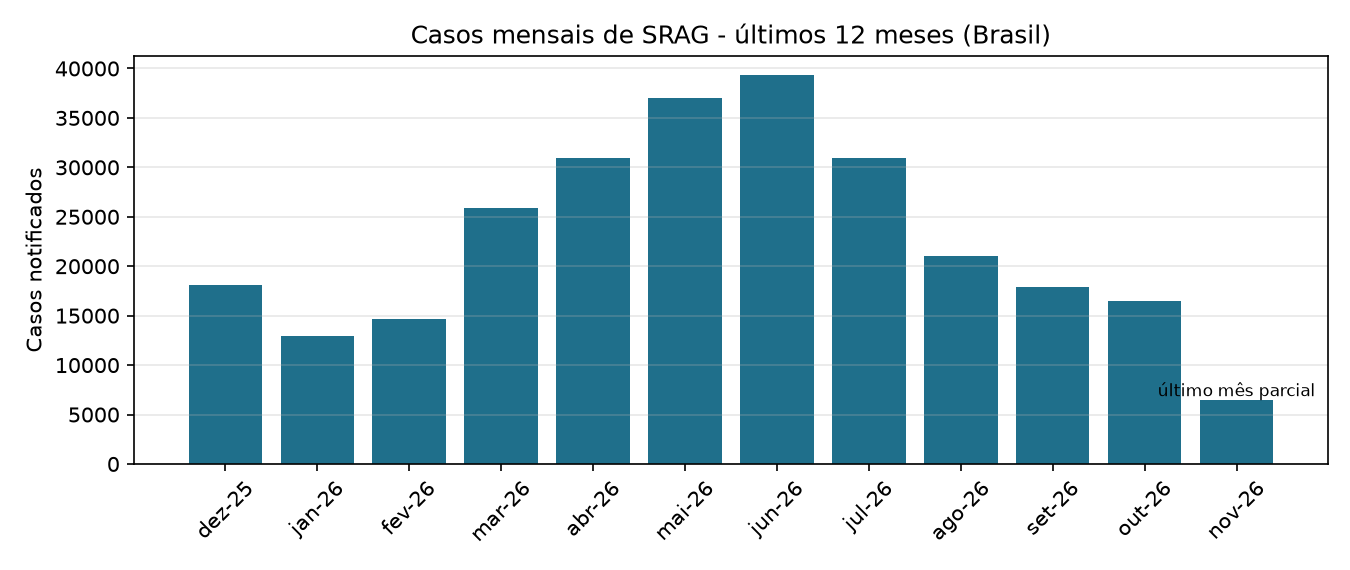 Casos mensais de SRAG - últimos 12 meses (Brasil)
Casos notificados
40000
35000
30000
25000
20000
15000
10000
5000
0
último mês parcial
dez-25
jan-26
fev-26
mar-26
abr-26
mai-26
jun-26
jul-26
ago-26
set-26
out-26
nov-26